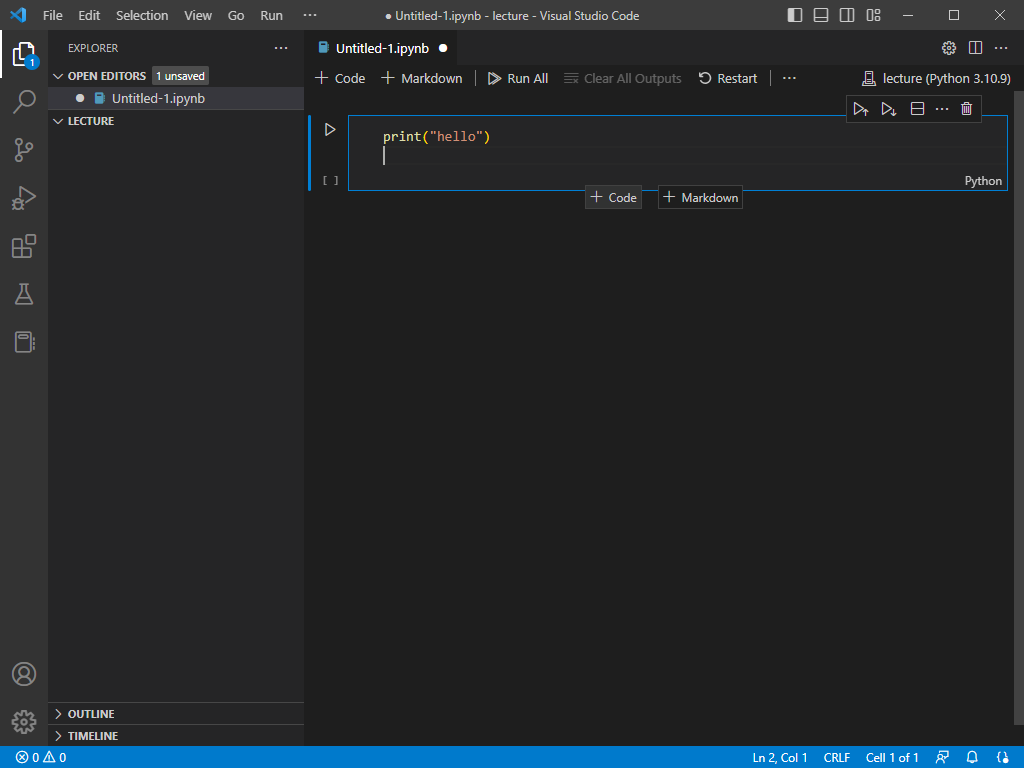 File Edit Selection View Go Run ··· ● Untitled-1.ipynb - lecture - Visual Studio Code
EXPLORER ···
OPEN EDITORS 1 unsaved
● Untitled-1.ipynb
LECTURE
OUTLINE
TIMELINE
1
Untitled-1.ipynb ●
+ Code + Markdown Run All Clear All Outputs Restart ··· lecture (Python 3.10.9)
print("hello")
[ ]
Python
+ Code + Markdown
0 0 Ln 2, Col 1 CRLF Cell 1 of 1